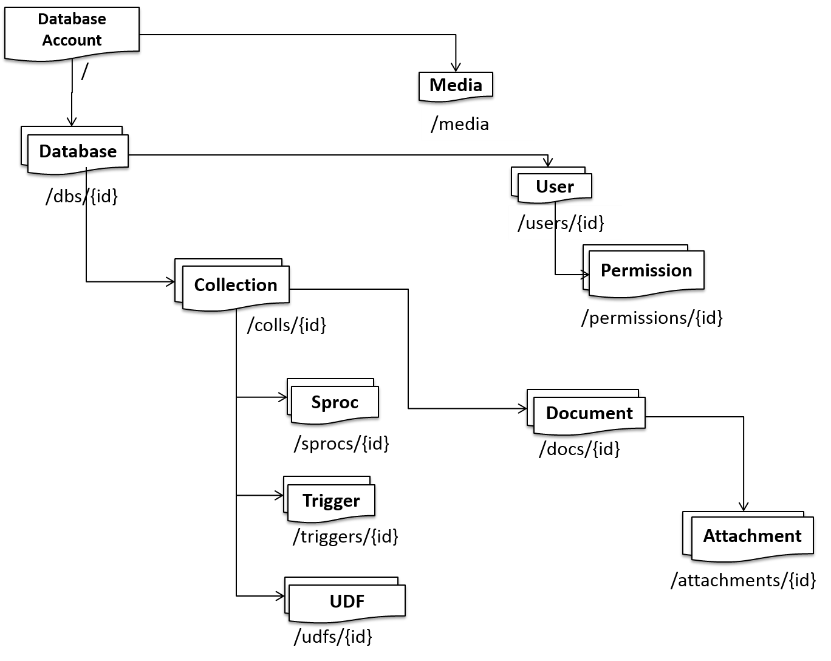 Database
Account
/
Media
/media
Database
/dbs/{id}
User
/users/{id}
Permission
/permissions/{id}
Collection
/colls/{id}
Sproc
/sprocs/{id}
Document
/docs/{id}
Trigger
/triggers/{id}
Attachment
/attachments/{id}
UDF
/udfs/{id}